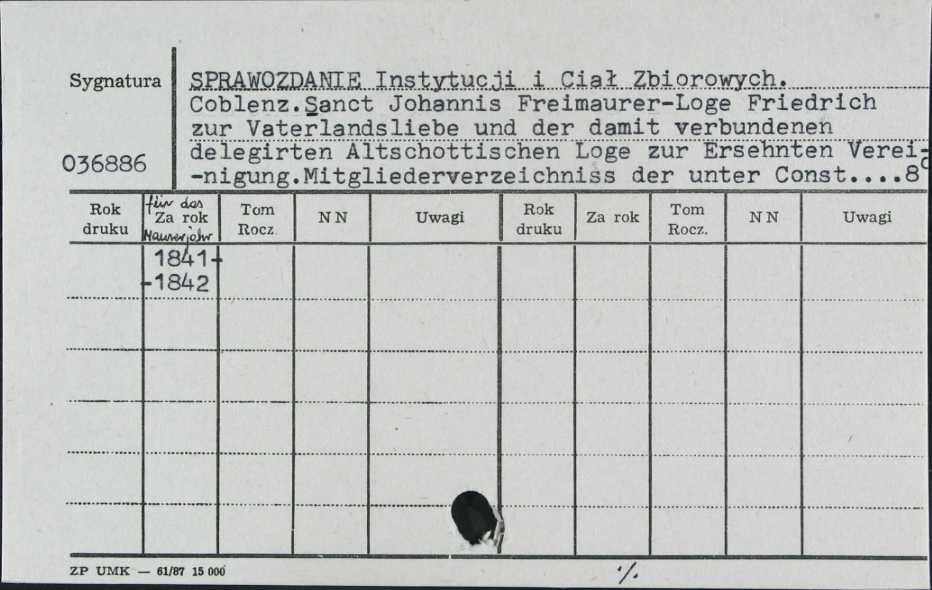 Sygnatura
036886
SPRAWOZDANIE Instytucji i Ciał Zbiorowych.
Coblenz.Sanct Johannis Freimaurer-Loge Friedrich
zur Vaterlandsliebe und der damit verbundenen
delegirten Altschottischen Loge zur Ersehnten Verei-
-nigung.Mitgliederverzeichniss der unter Const....8°
Rok druku
für das
Za rok
Maurerjahr
Tom Rocz.
N N
Uwagi
Rok druku
Za rok
Tom Rocz.
N N
Uwagi
1841-
-1842
ZP UMK — 61/87 15 000
·/.